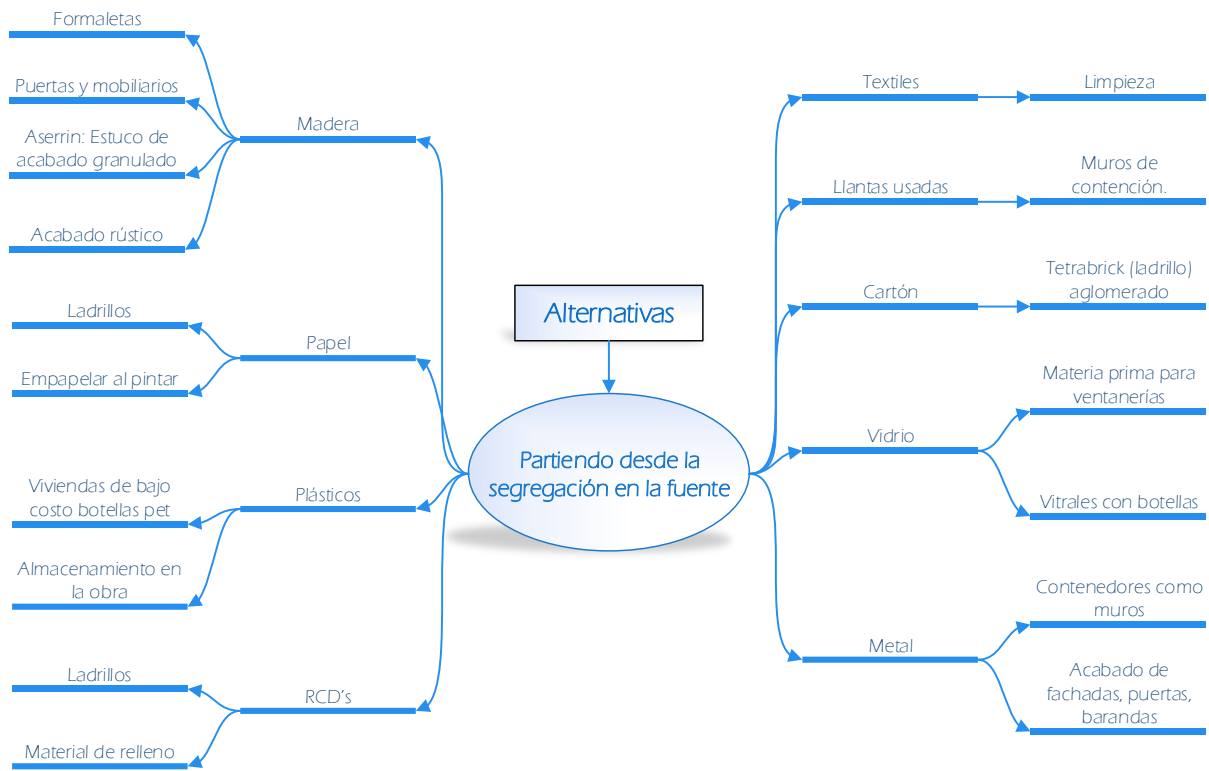 Alternativas
Partiendo desde la
segregación en la fuente
Madera
Formaletas
Puertas y mobiliarios
Aserrin: Estuco de
acabado granulado
Acabado rústico
Papel
Ladrillos
Empapelar al pintar
Plásticos
Viviendas de bajo
costo botellas pet
Almacenamiento en
la obra
RCD's
Ladrillos
Material de relleno
Textiles
Limpieza
Llantas usadas
Muros de
contención.
Cartón
Tetrabrick (ladrillo)
aglomerado
Vidrio
Materia prima para
ventanerías
Vitrales con botellas
Metal
Contenedores como
muros
Acabado de
fachadas, puertas,
barandas